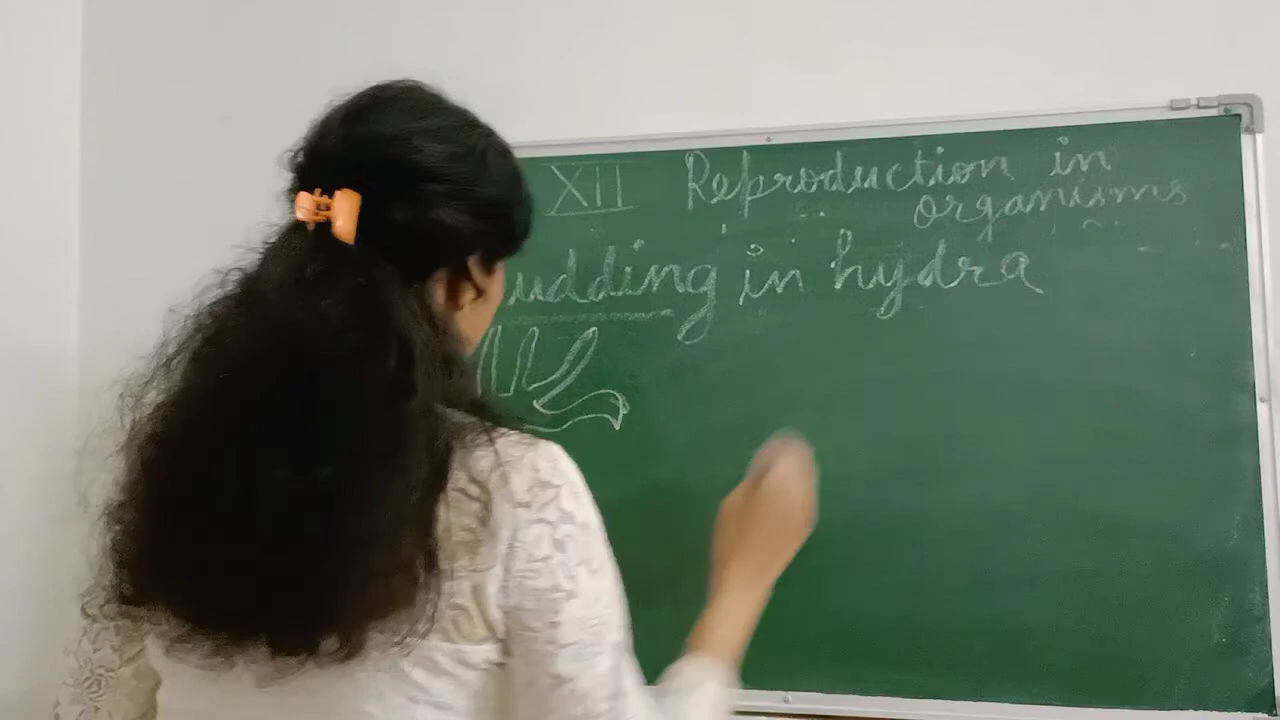 XII Reproduction in
organisms
udding in hydra